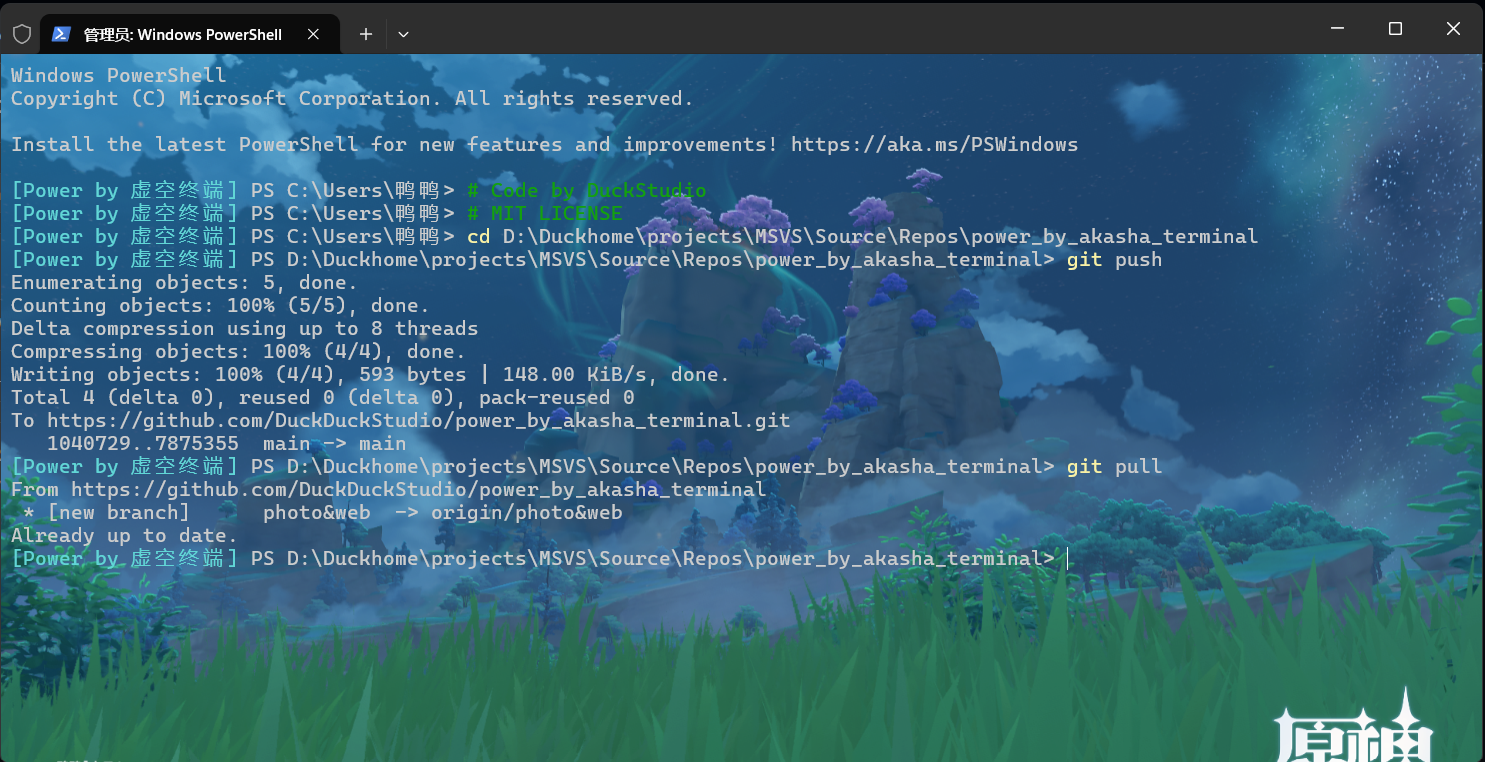 管理员: Windows PowerShell
Windows PowerShell
Copyright (C) Microsoft Corporation. All rights reserved.
Install the latest PowerShell for new features and improvements! https://aka.ms/PSWindows
[Power by 虚空终端] PS C:\Users\鸭鸭> # Code by DuckStudio
[Power by 虚空终端] PS C:\Users\鸭鸭> # MIT LICENSE
[Power by 虚空终端] PS C:\Users\鸭鸭> cd D:\Duckhome\projects\MSVS\Source\Repos\power_by_akasha_terminal
[Power by 虚空终端] PS D:\Duckhome\projects\MSVS\Source\Repos\power_by_akasha_terminal> git push
Enumerating objects: 5, done.
Counting objects: 100% (5/5), done.
Delta compression using up to 8 threads
Compressing objects: 100% (4/4), done.
Writing objects: 100% (4/4), 593 bytes | 148.00 KiB/s, done.
Total 4 (delta 0), reused 0 (delta 0), pack-reused 0
To https://github.com/DuckDuckStudio/power_by_akasha_terminal.git
   1040729..7875355  main -> main
[Power by 虚空终端] PS D:\Duckhome\projects\MSVS\Source\Repos\power_by_akasha_terminal> git pull
From https://github.com/DuckDuckStudio/power_by_akasha_terminal
 * [new branch]      photo&web  -> origin/photo&web
Already up to date.
[Power by 虚空终端] PS D:\Duckhome\projects\MSVS\Source\Repos\power_by_akasha_terminal>
原神